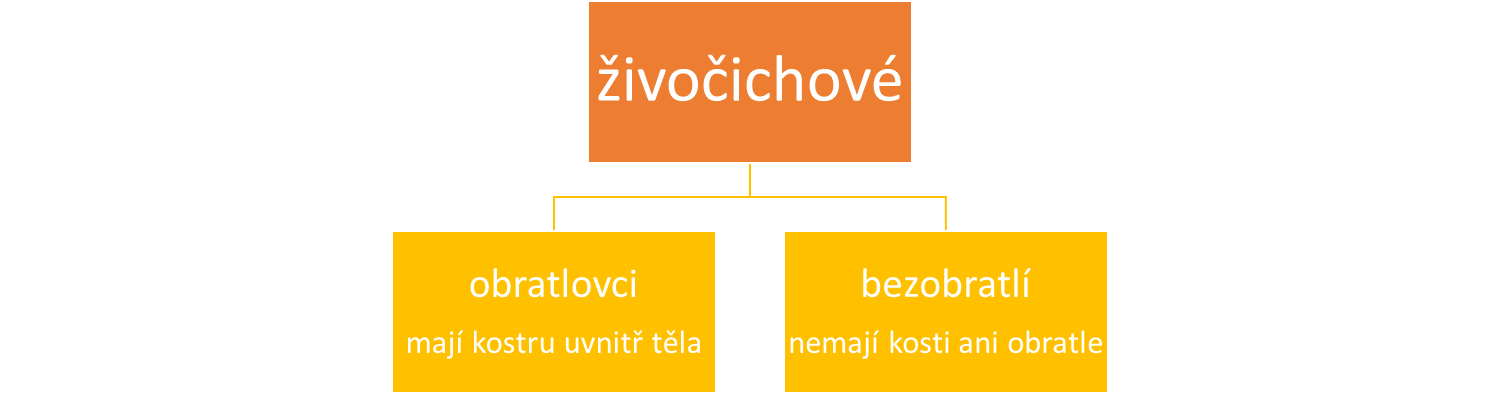 živočichové
obratlovci
mají kostru uvnitř těla
bezobratlí
nemají kosti ani obratle